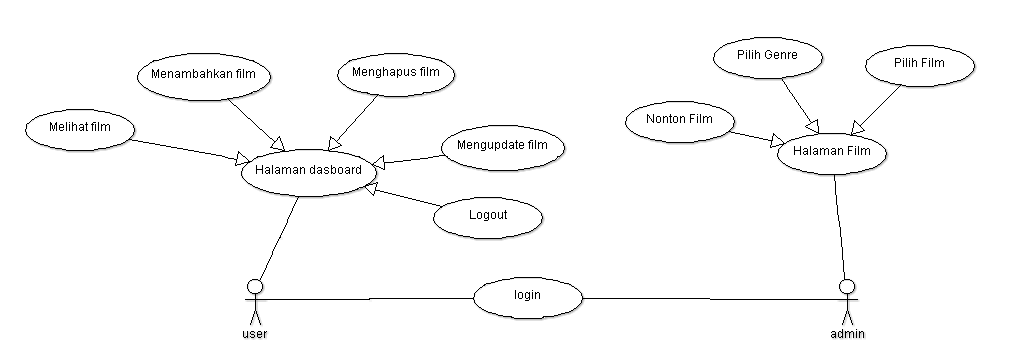 Menambahkan film
Menghapus film
Pilih Genre
Pilih Film
Melihat film
Nonton Film
Mengupdate film
Halaman Film
Halaman dasboard
Logout
login
user
admin